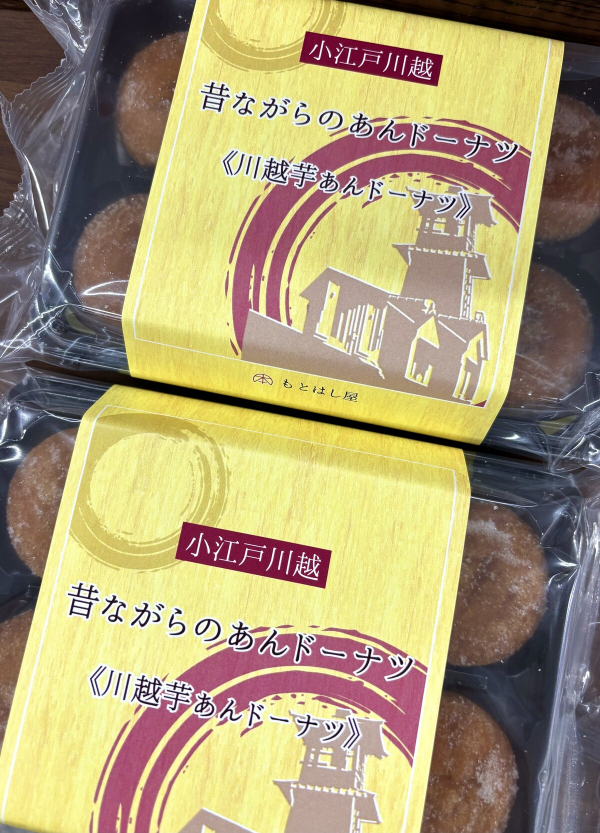 小江戸川越
昔ながらのあんドーナツ
《川越芋あんドーナツ》
もとはし屋
小江戸川越
昔ながらのあんドーナツ
《川越芋あんドーナツ》